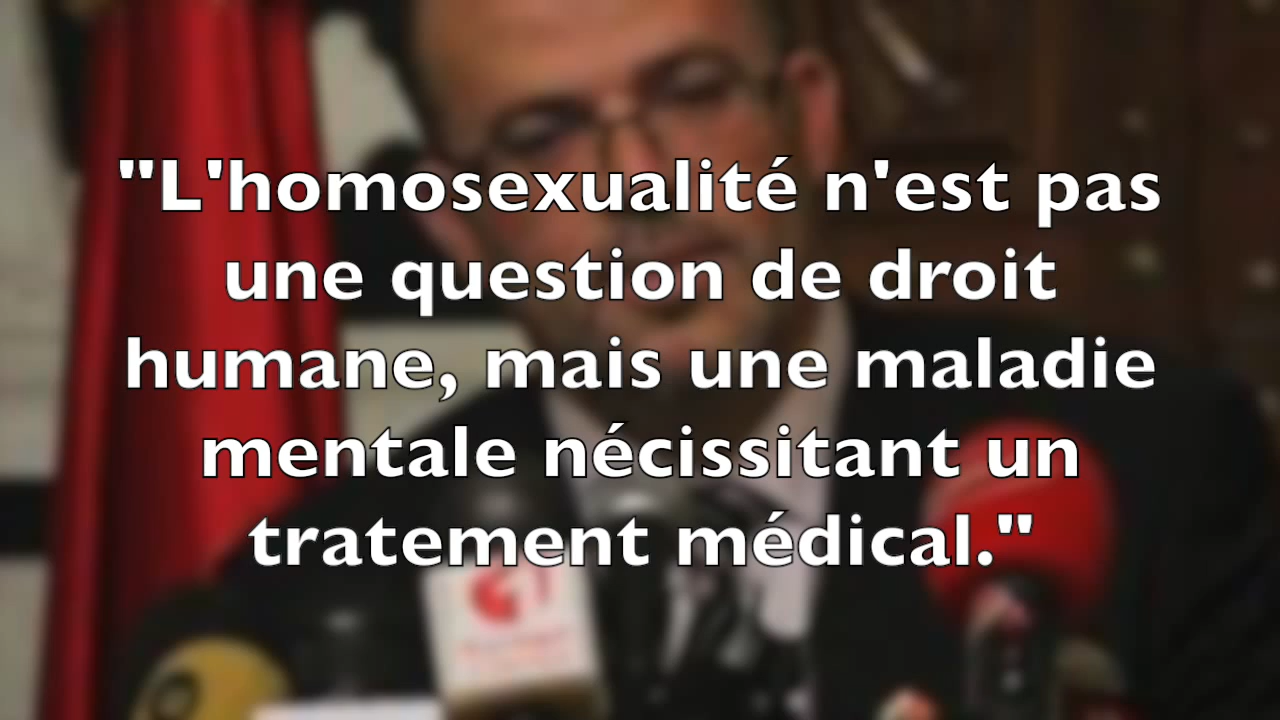 "L'homosexualité n'est pas
une question de droit
humane, mais une maladie
mentale nécissitant un
tratement médical."